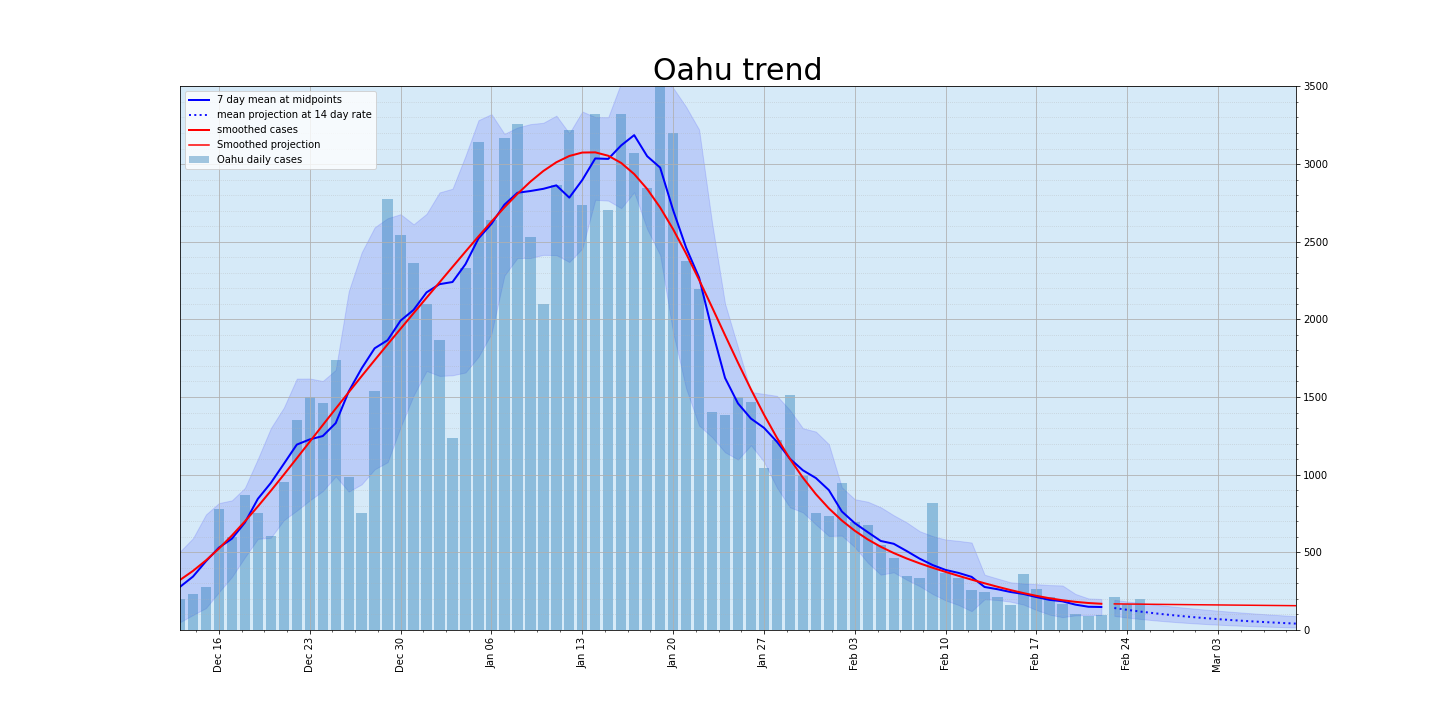 Oahu trend
7 day mean at midpoints
mean projection at 14 day rate
smoothed cases
Smoothed projection
Oahu daily cases
3500
3000
2500
2000
1500
1000
500
0
Dec 16
Dec 23
Dec 30
Jan 06
Jan 13
Jan 20
Jan 27
Feb 03
Feb 10
Feb 17
Feb 24
Mar 03